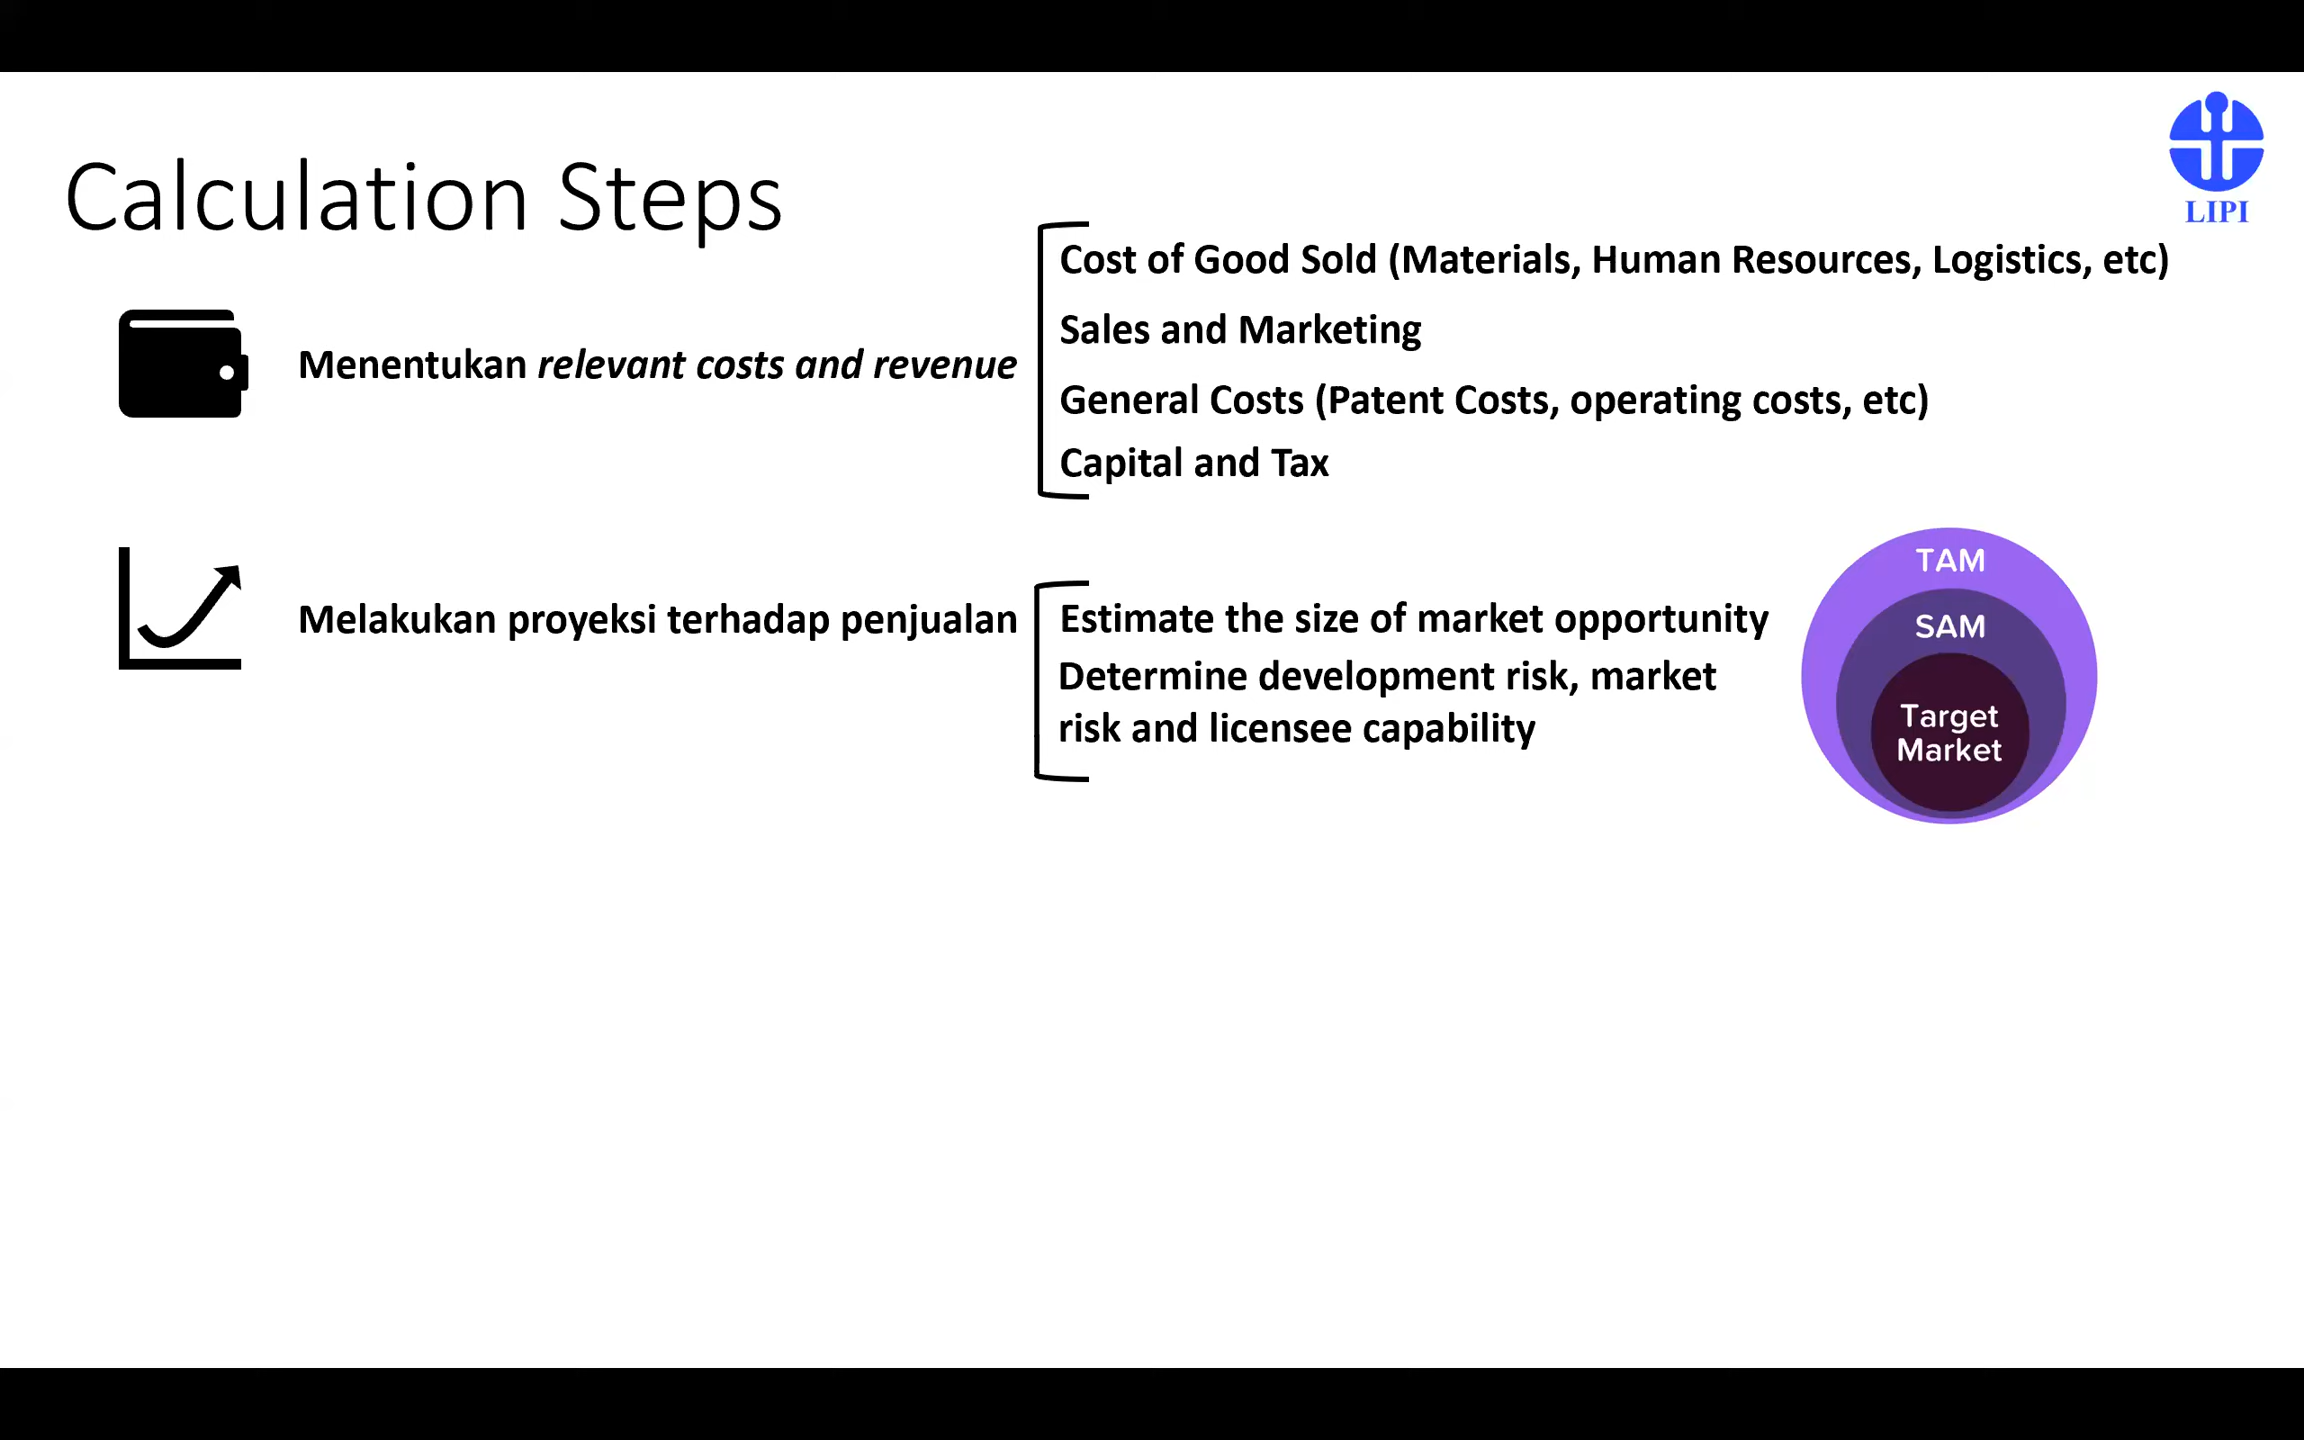 LIPI
Calculation Steps
Menentukan relevant costs and revenue
Cost of Good Sold (Materials, Human Resources, Logistics, etc)
Sales and Marketing
General Costs (Patent Costs, operating costs, etc)
Capital and Tax
Melakukan proyeksi terhadap penjualan
Estimate the size of market opportunity
Determine development risk, market
risk and licensee capability
TAM
SAM
Target
Market